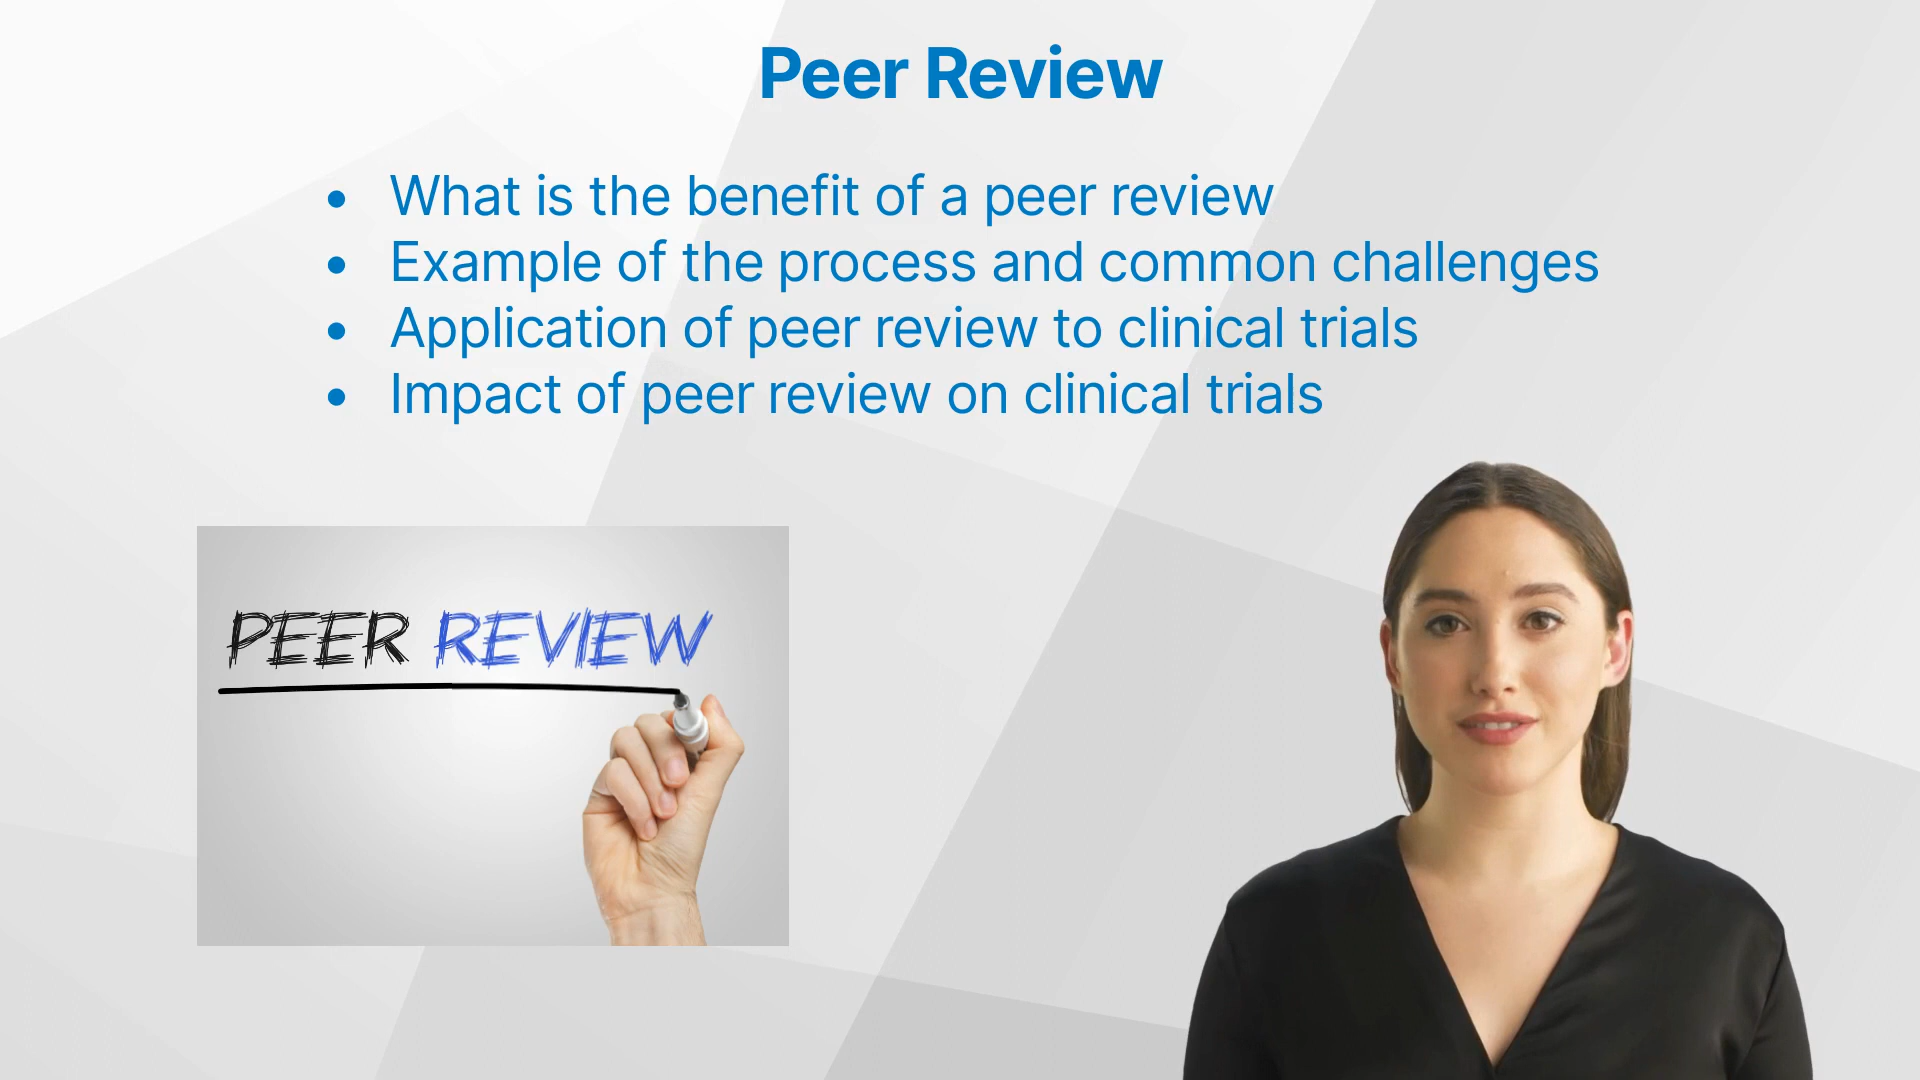 Peer Review
• What is the benefit of a peer review
• Example of the process and common challenges
• Application of peer review to clinical trials
• Impact of peer review on clinical trials
PEER REVIEW